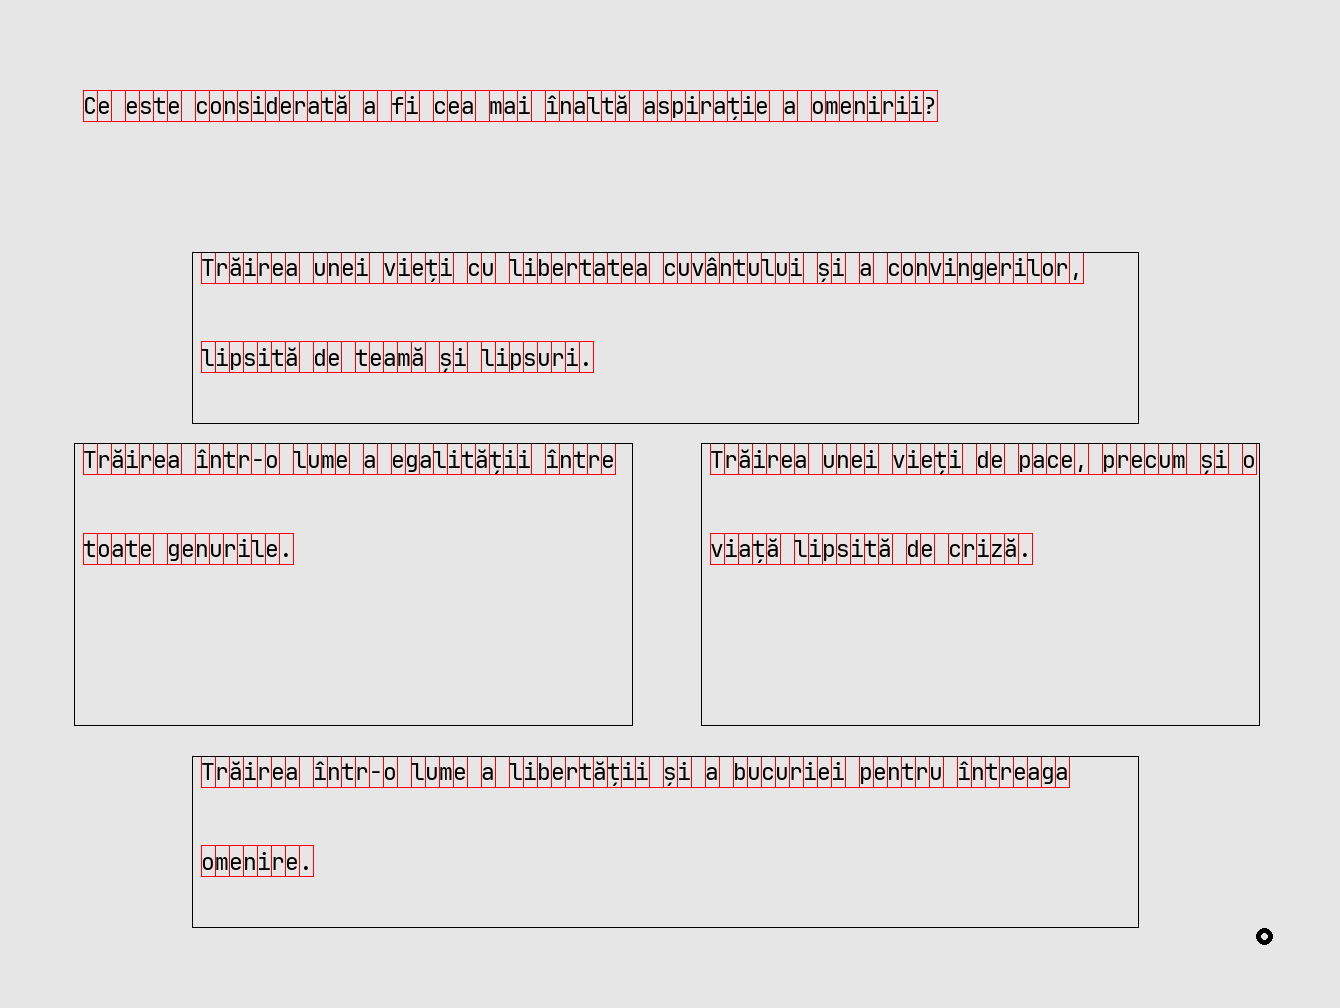 Ce este considerată a fi cea mai înaltă aspirație a omenirii?
Trăirea unei vieți cu libertatea cuvântului și a convingerilor,
lipsită de teamă și lipsuri.
Trăirea într-o lume a egalității între
toate genurile.
Trăirea unei vieți de pace, precum și o
viață lipsită de criză.
Trăirea într-o lume a libertății și a bucuriei pentru întreaga
omenire.